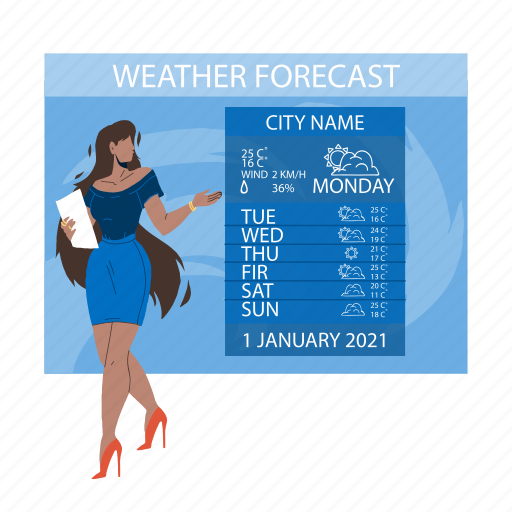 WEATHER FORECAST
CITY NAME
25 C°
16 C°
WIND 2 KM/H
36%
MONDAY
TUE 25 C° 16 C°
WED 24 C° 19 C°
THU 21 C° 17 C°
FIR 25 C° 13 C°
SAT 20 C° 11 C°
SUN 25 C° 18 C°
1 JANUARY 2021